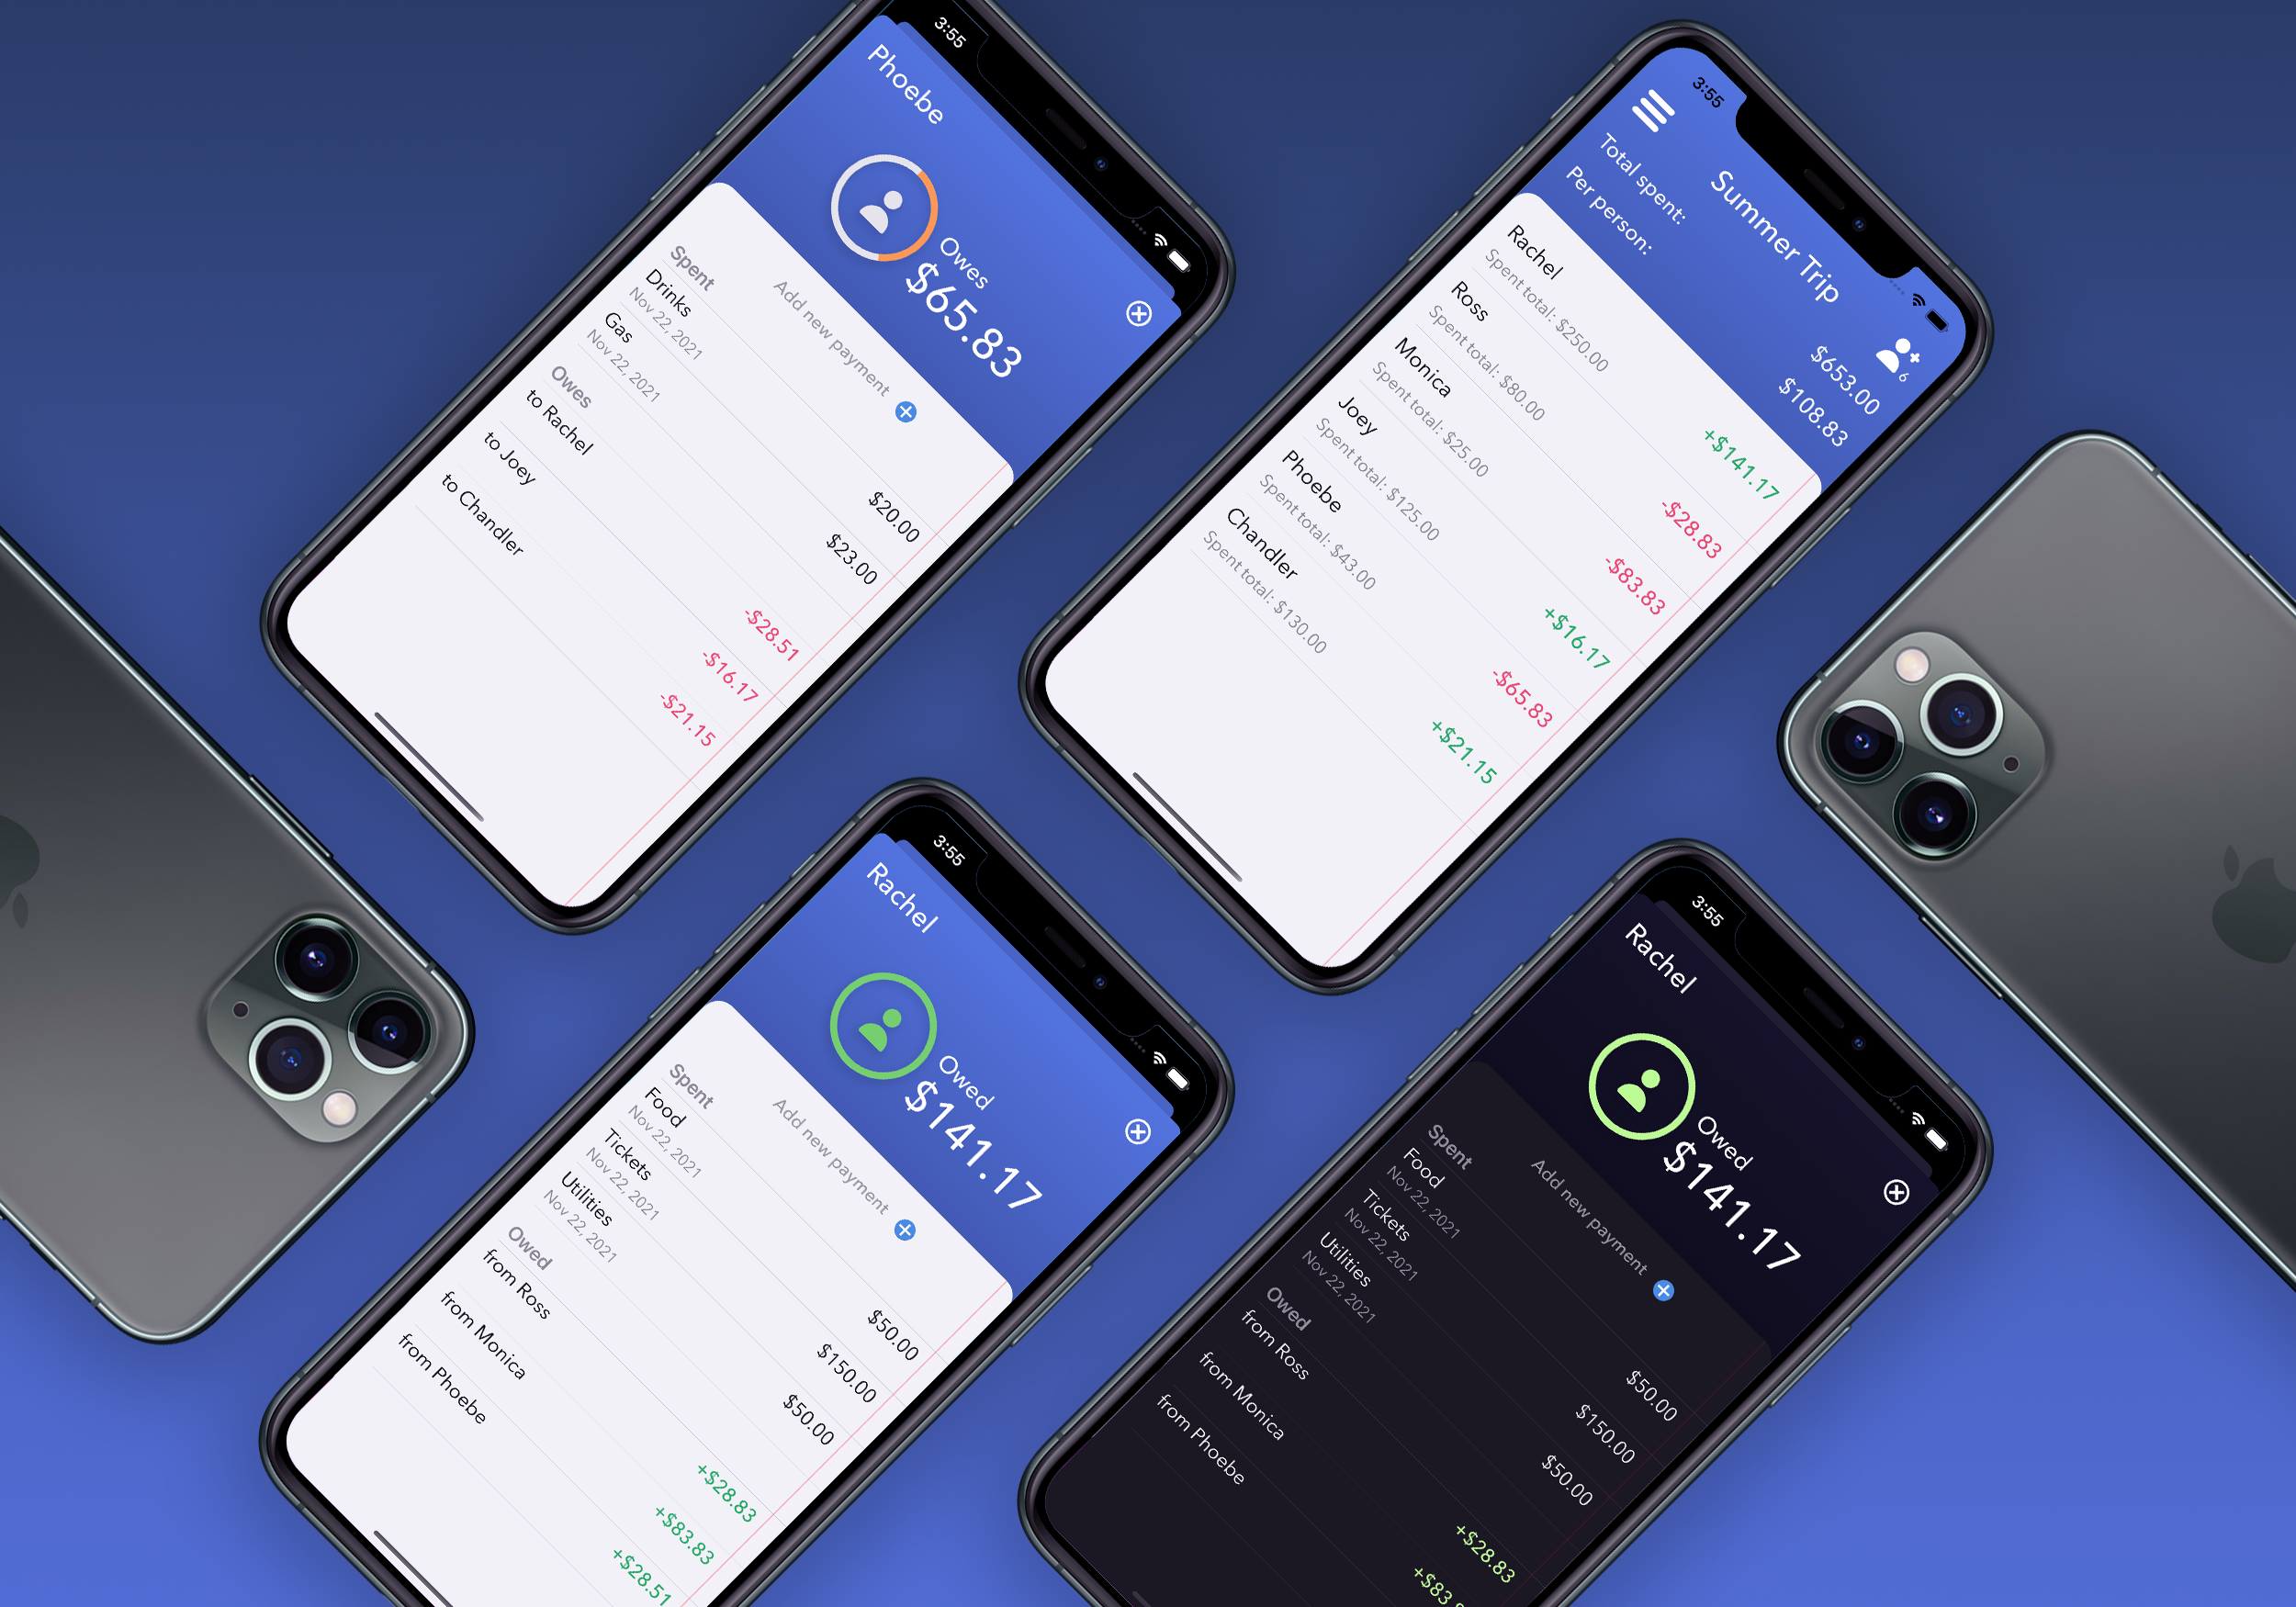 3:55
Phoebe
Owes
$65.83
Add new payment
Spent
Drinks
Nov 22, 2021
$20.00
Gas
Nov 22, 2021
$23.00
Owes
to Rachel
-$28.51
to Joey
-$16.17
to Chandler
-$21.15
3:55
Summer Trip
6
Total spent:
$653.00
Per person:
$108.83
Rachel
Spent total: $250.00
+$141.17
Ross
Spent total: $80.00
-$28.83
Monica
Spent total: $25.00
-$83.83
Joey
Spent total: $125.00
+$16.17
Phoebe
Spent total: $43.00
-$65.83
Chandler
Spent total: $130.00
+$21.15
3:55
Rachel
Owed
$141.17
Add new payment
Spent
Food
Nov 22, 2021
$50.00
Tickets
Nov 22, 2021
$150.00
Utilities
Nov 22, 2021
$50.00
Owed
from Ross
+$28.83
from Monica
+$83.83
from Phoebe
+$28.51
3:55
Rachel
Owed
$141.17
Add new payment
Spent
Food
Nov 22, 2021
$50.00
Tickets
Nov 22, 2021
$150.00
Utilities
Nov 22, 2021
$50.00
Owed
from Ross
+$28.83
from Monica
from Phoebe